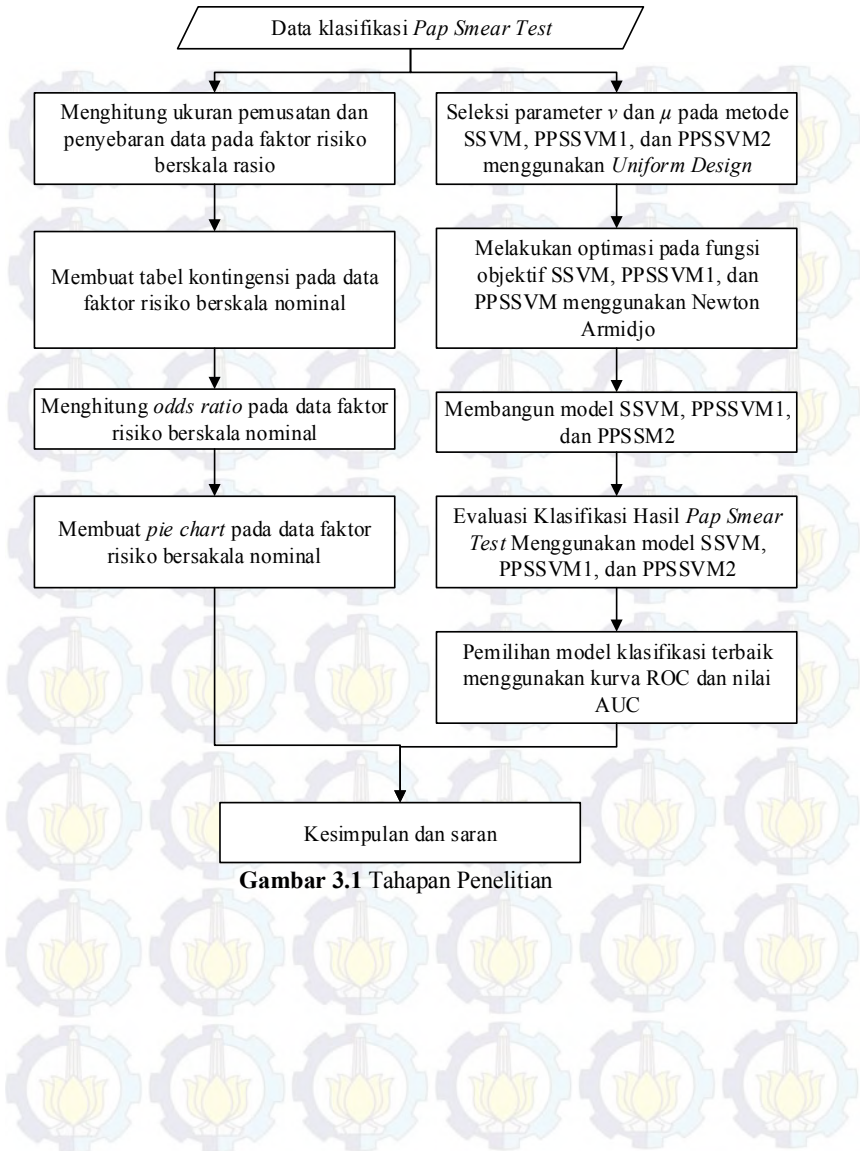 Data klasifikasi Pap Smear Test
Menghitung ukuran pemusatan dan
penyebaran data pada faktor risiko
berskala rasio
Membuat tabel kontingensi pada data
faktor risiko berskala nominal
Menghitung odds ratio pada data faktor
risiko berskala nominal
Membuat pie chart pada data faktor
risiko bersakala nominal
Seleksi parameter v dan μ pada metode
SSVM, PPSSVM1, dan PPSSVM2
menggunakan Uniform Design
Melakukan optimasi pada fungsi
objektif SSVM, PPSSVM1, dan
PPSSVM menggunakan Newton
Armidjo
Membangun model SSVM, PPSSVM1,
dan PPSSM2
Evaluasi Klasifikasi Hasil Pap Smear
Test Menggunakan model SSVM,
PPSSVM1, dan PPSSVM2
Pemilihan model klasifikasi terbaik
menggunakan kurva ROC dan nilai
AUC
Kesimpulan dan saran
Gambar 3.1 Tahapan Penelitian